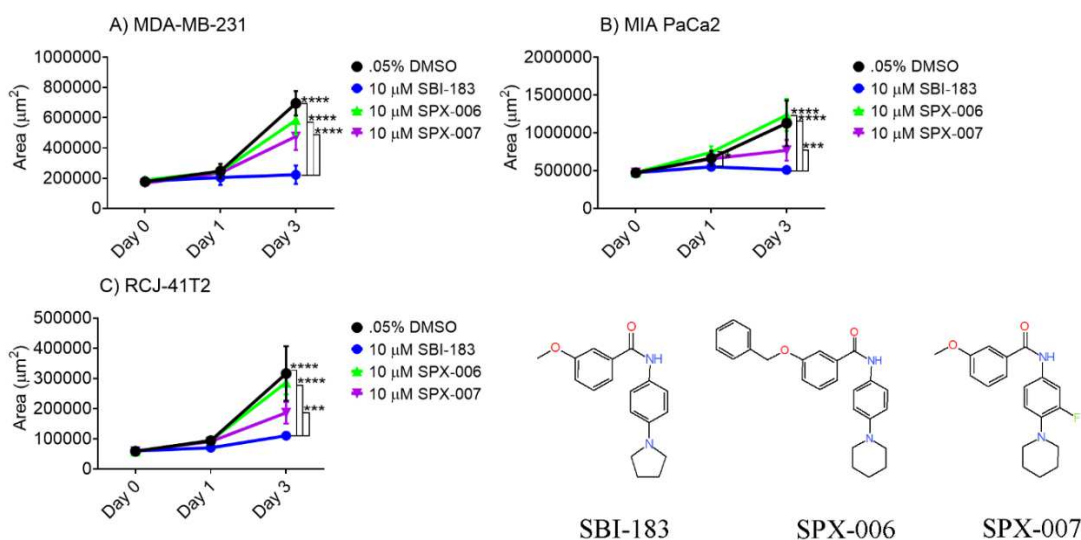 A) MDA-MB-231
1000000
800000
600000
400000
200000
0
Area (µm²)
Day 0
Day 1
Day 3
.05% DMSO
10 µM SBI-183
10 µM SPX-006
10 µM SPX-007
****
****
****
B) MIA PaCa2
2000000
1500000
1000000
500000
0
Area (µm²)
Day 0
Day 1
Day 3
.05% DMSO
10 µM SBI-183
10 µM SPX-006
10 µM SPX-007
*
****
****
***
C) RCJ-41T2
500000
400000
300000
200000
100000
0
Area (µm²)
Day 0
Day 1
Day 3
.05% DMSO
10 µM SBI-183
10 µM SPX-006
10 µM SPX-007
****
****
***
O
O
NH
N
SBI-183
O
O
NH
N
SPX-006
O
O
NH
F
N
SPX-007